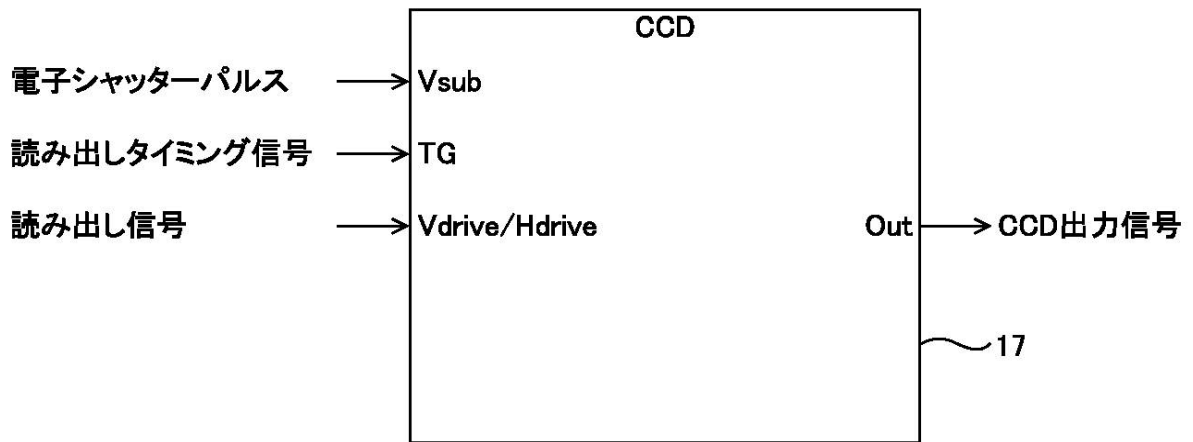 CCD
電子シャッターパルス
Vsub
読み出しタイミング信号
TG
読み出し信号
Vdrive/Hdrive
Out
CCD出力信号
17